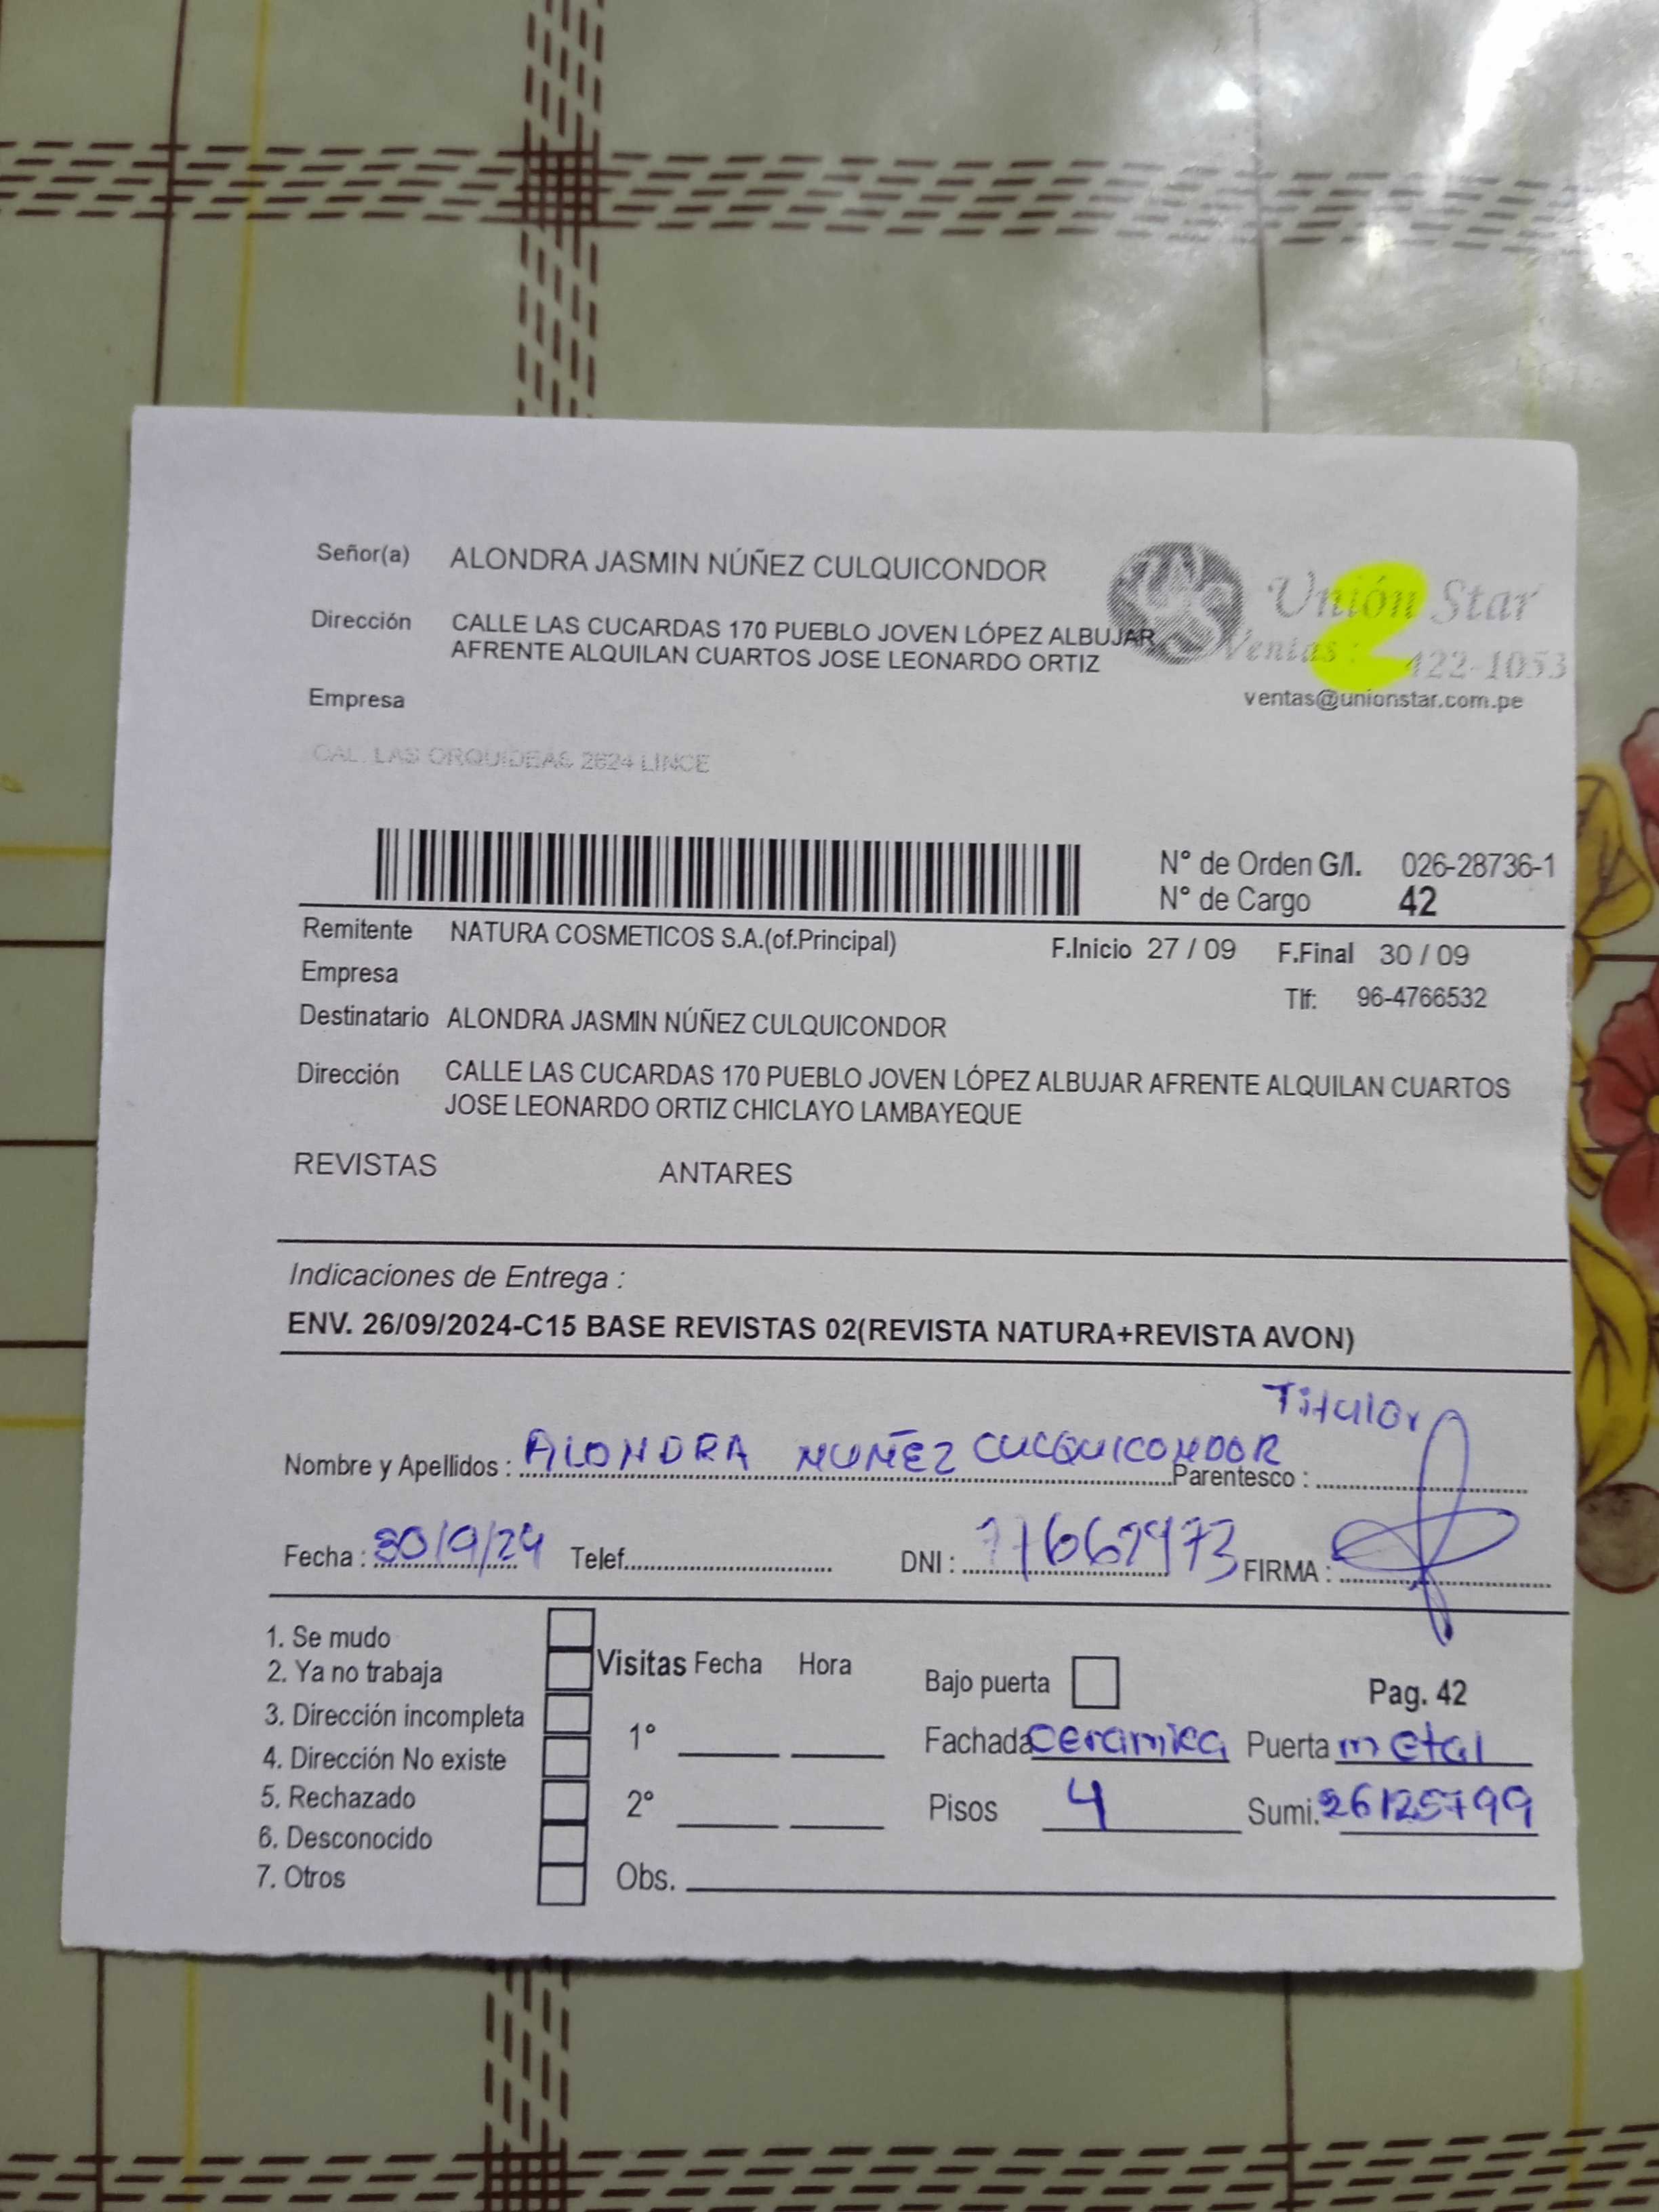 Señor(a) ALONDRA JASMIN NÚÑEZ CULQUICONDOR
Unión Star
Dirección CALLE LAS CUCARDAS 170 PUEBLO JOVEN LÓPEZ ALBUJAR
AFRENTE ALQUILAN CUARTOS JOSE LEONARDO ORTIZ
Ventas : 422-1053
2
Empresa
ventas@unionstar.com.pe
CAL. LAS ORQUIDEAS 2624 LINCE
N° de Orden G/I. 026-28736-1
N° de Cargo 42
Remitente NATURA COSMETICOS S.A.(of.Principal) F.Inicio 27 / 09 F.Final 30 / 09
Empresa
Tlf: 96-4766532
Destinatario ALONDRA JASMIN NÚÑEZ CULQUICONDOR
Dirección CALLE LAS CUCARDAS 170 PUEBLO JOVEN LÓPEZ ALBUJAR AFRENTE ALQUILAN CUARTOS
JOSE LEONARDO ORTIZ CHICLAYO LAMBAYEQUE
REVISTAS ANTARES
Indicaciones de Entrega :
ENV. 26/09/2024-C15 BASE REVISTAS 02(REVISTA NATURA+REVISTA AVON)
Titular
Nombre y Apellidos : ALONDRA NUÑEZ CULQUICONDOR Parentesco :
Fecha : 30/9/24 Telef. DNI : FIRMA :
1. Se mudo
2. Ya no trabaja
3. Dirección incompleta
4. Dirección No existe
5. Rechazado
6. Desconocido
7. Otros
Visitas Fecha Hora
1°
2°
Obs.
Bajo puerta
Pag. 42
Fachada ceramica Puerta metal
Pisos 4 Sumi. 26125799